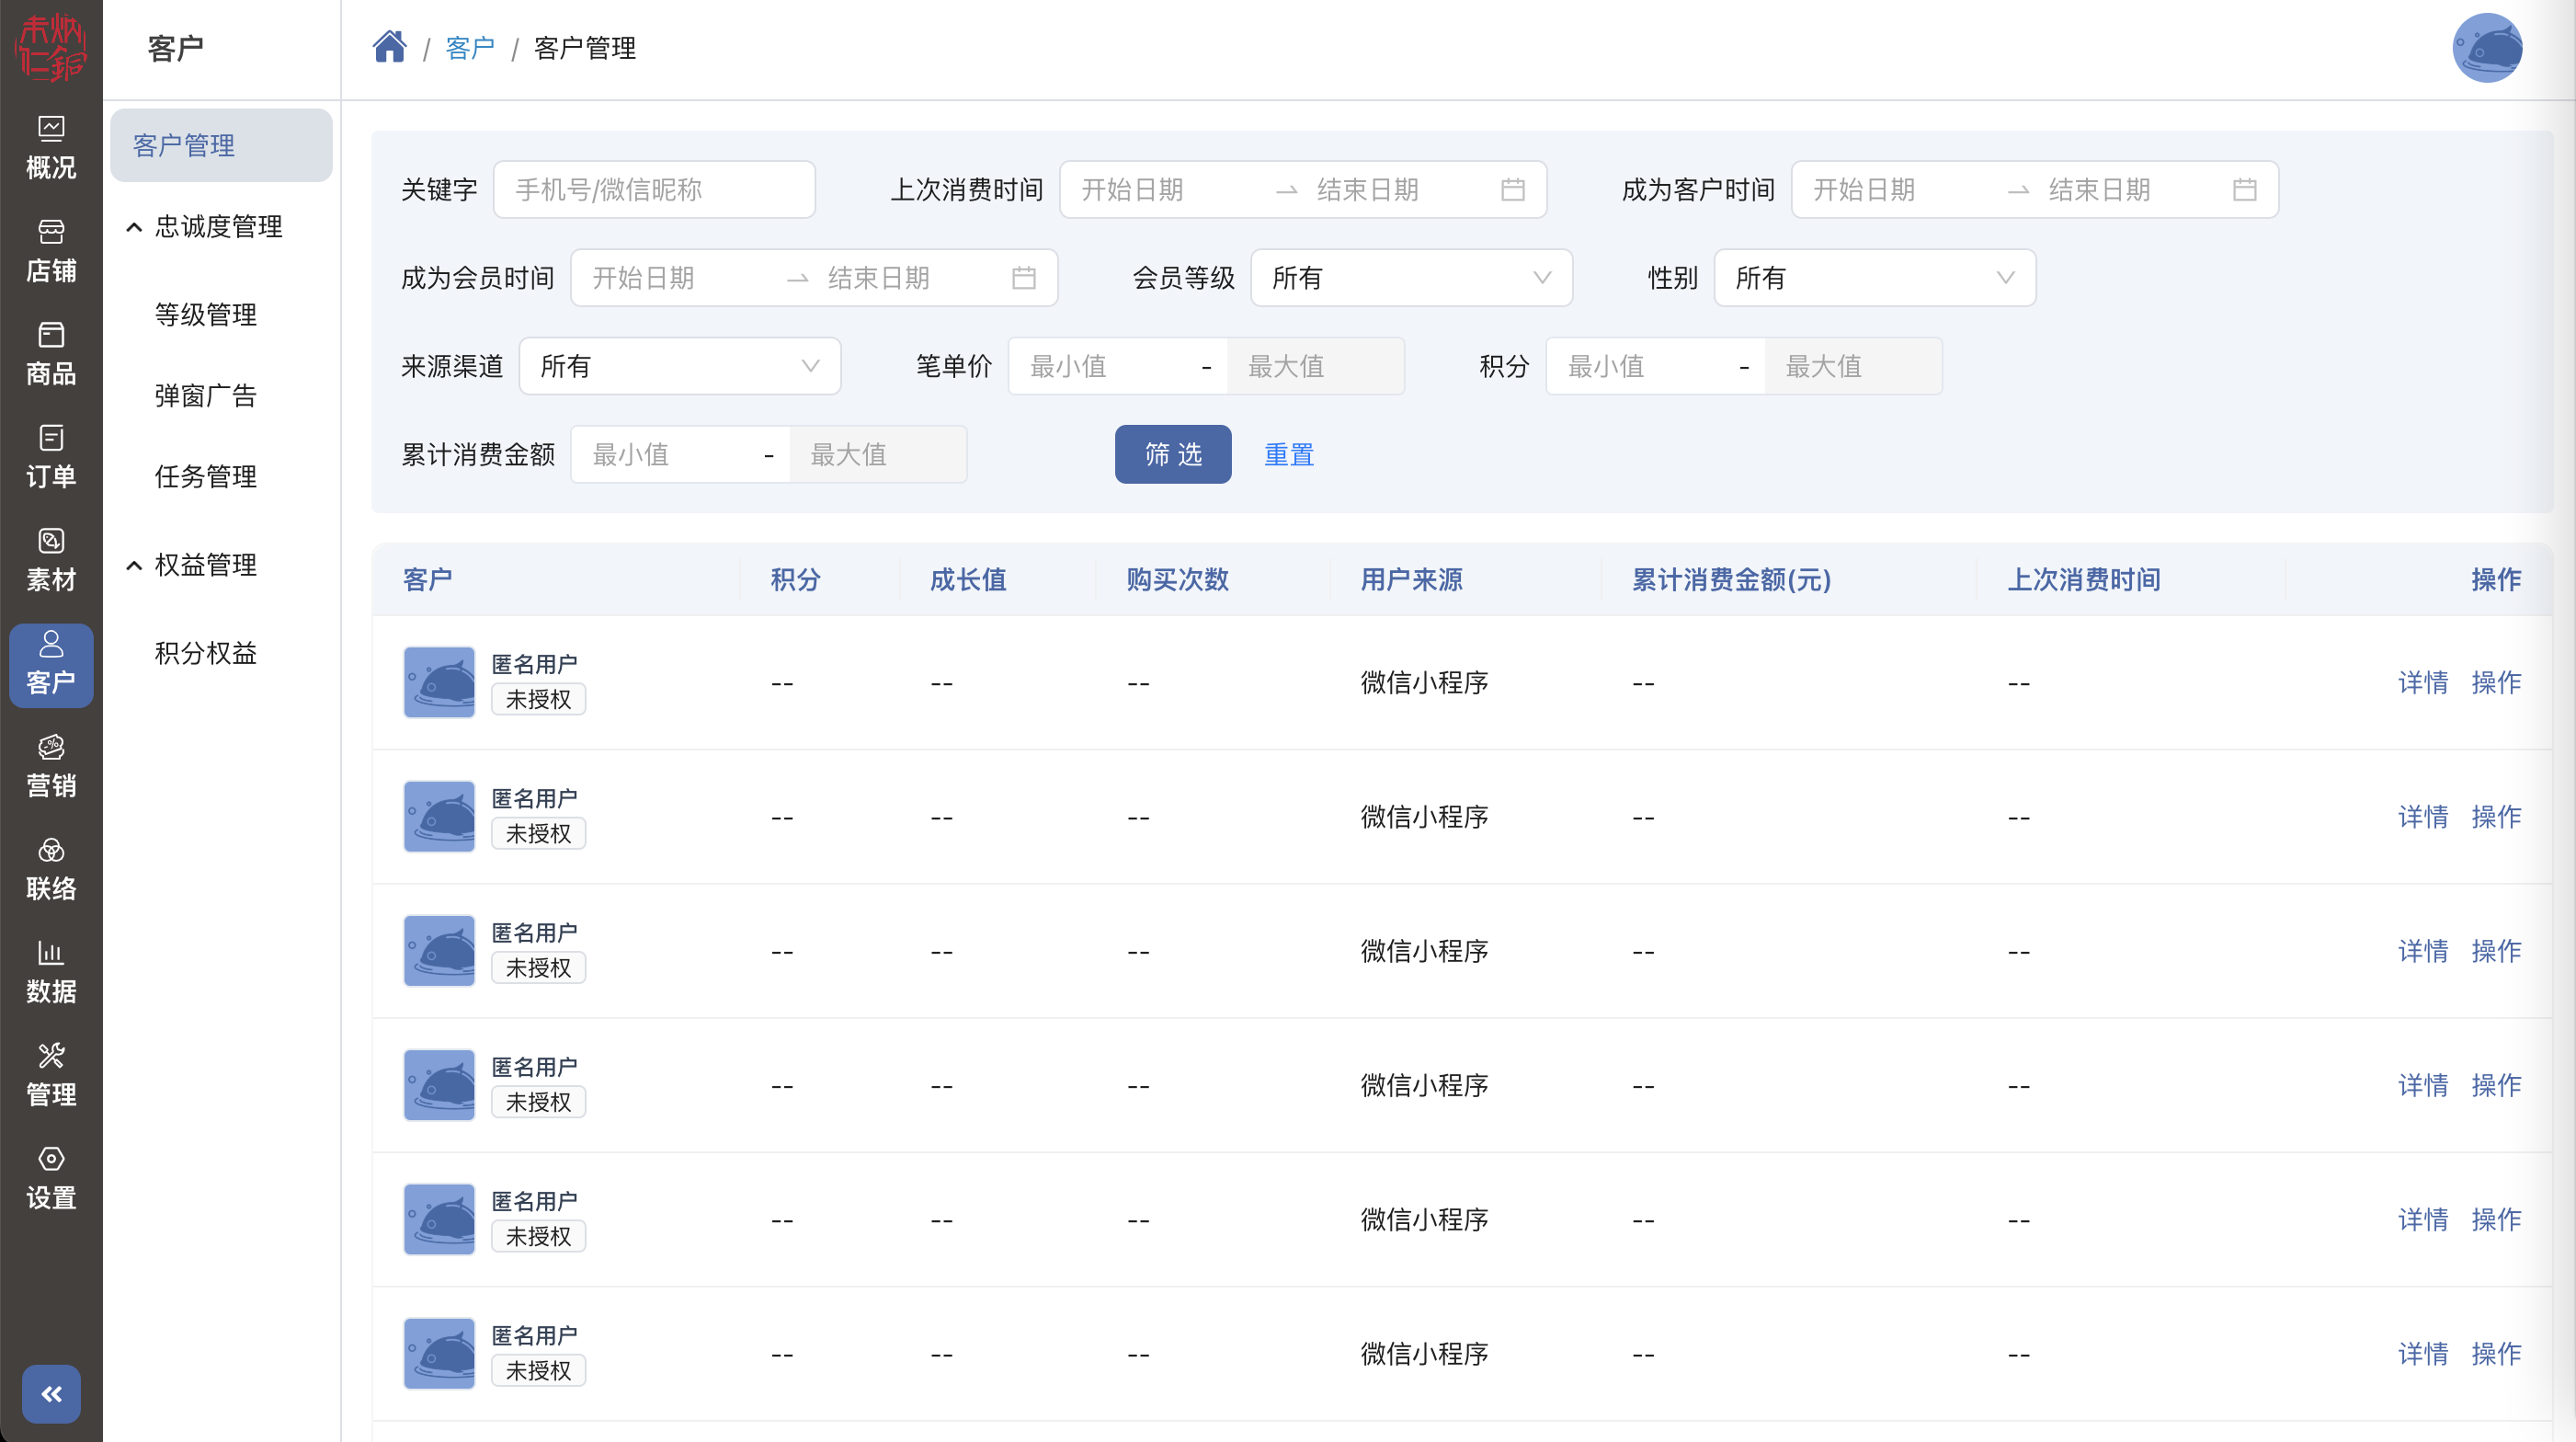 未炳
仁銅
概况
店铺
商品
订单
素材
客户
营销
联络
数据
管理
设置
客户
客户管理
忠诚度管理
等级管理
弹窗广告
任务管理
权益管理
积分权益
/ 客户 / 客户管理
关键字 手机号/微信昵称 上次消费时间 开始日期 结束日期 成为客户时间 开始日期 结束日期
成为会员时间 开始日期 结束日期 会员等级 所有 性别 所有
来源渠道 所有 笔单价 最小值 - 最大值 积分 最小值 - 最大值
累计消费金额 最小值 - 最大值 筛选 重置
客户 积分 成长值 购买次数 用户来源 累计消费金额(元) 上次消费时间 操作
匿名用户
未授权 -- -- -- 微信小程序 -- -- 详情 操作
匿名用户
未授权 -- -- -- 微信小程序 -- -- 详情 操作
匿名用户
未授权 -- -- -- 微信小程序 -- -- 详情 操作
匿名用户
未授权 -- -- -- 微信小程序 -- -- 详情 操作
匿名用户
未授权 -- -- -- 微信小程序 -- -- 详情 操作
匿名用户
未授权 -- -- -- 微信小程序 -- -- 详情 操作